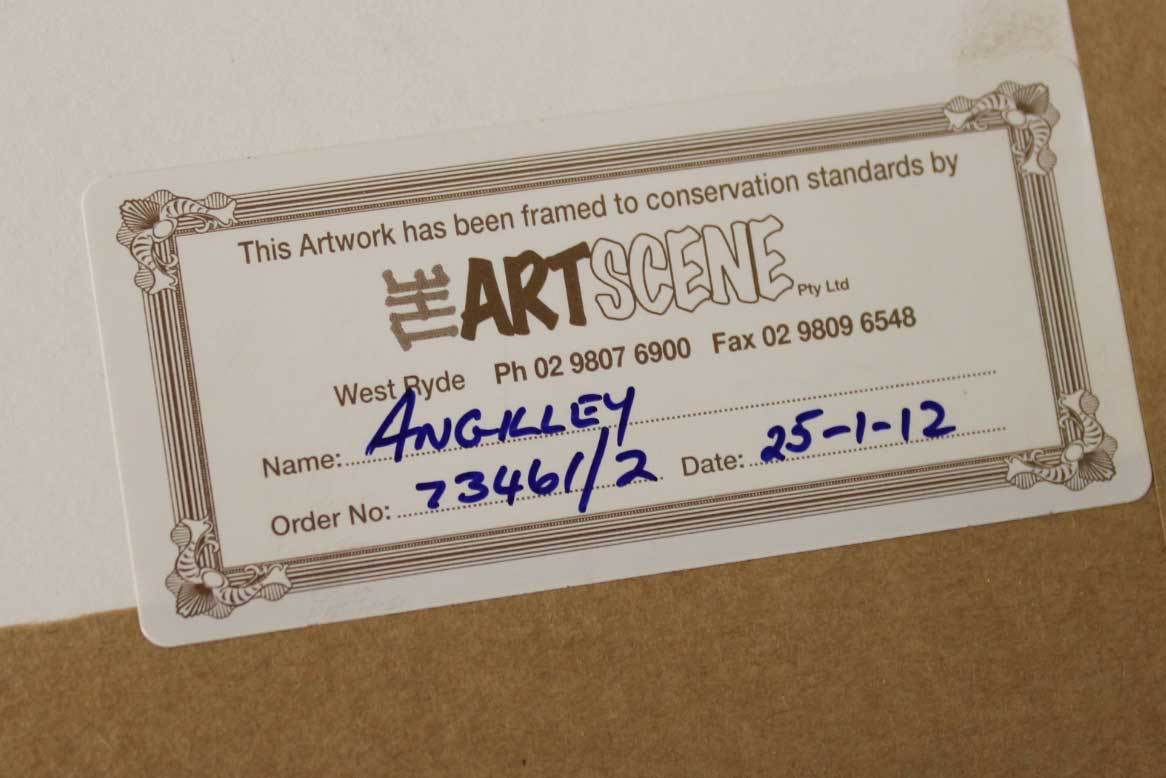 This Artwork has been framed to conservation standards by
THE ARTSCENE Pty Ltd
West Ryde Ph 02 9807 6900 Fax 02 9809 6548
Name: ANGILLEY
Order No: 73461/2 Date: 25-1-12